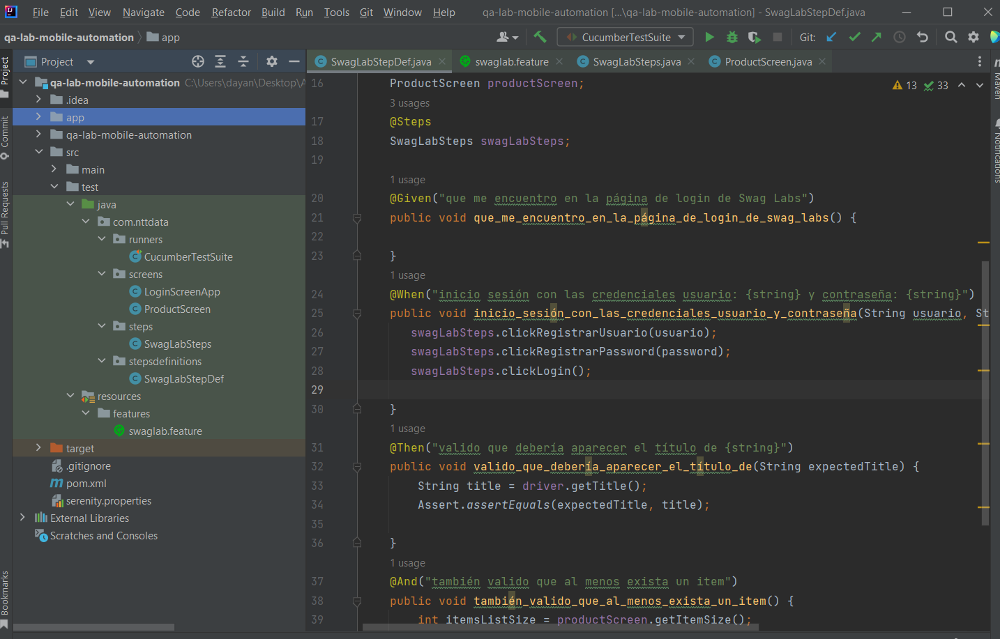 File Edit View Navigate Code Refactor Build Run Tools Git Window Help qa-lab-mobile-automation [...\qa-lab-mobile-automation] - SwagLabStepDef.java
qa-lab-mobile-automation app CucumberTestSuite Git:
Project
SwagLabStepDef.java swaglab.feature SwagLabSteps.java ProductScreen.java
Project
Commit
Pull Requests
Bookmarks
qa-lab-mobile-automation C:\Users\dayan\Desktop\A
.idea
app
qa-lab-mobile-automation
src
main
test
java
com.nttdata
runners
CucumberTestSuite
screens
LoginScreenApp
ProductScreen
steps
SwagLabSteps
stepsdefinitions
SwagLabStepDef
resources
features
swaglab.feature
target
.gitignore
pom.xml
serenity.properties
External Libraries
Scratches and Consoles
13 33
16 ProductScreen productScreen;
3 usages
17 @Steps
18 SwagLabSteps swagLabSteps;
19
1 usage
20 @Given("que me encuentro en la página de login de Swag Labs")
21 public void que_me_encuentro_en_la_página_de_login_de_swag_labs() {
22
23 }
1 usage
24 @When("inicio sesión con las credenciales usuario: {string} y contraseña: {string}")
25 public void inicio_sesión_con_las_credenciales_usuario_y_contraseña(String usuario, St
26 swagLabSteps.clickRegistrarUsuario(usuario);
27 swagLabSteps.clickRegistrarPassword(password);
28 swagLabSteps.clickLogin();
29
30 }
1 usage
31 @Then("valido que debería aparecer el título de {string}")
32 public void valido_que_debería_aparecer_el_título_de(String expectedTitle) {
33 String title = driver.getTitle();
34 Assert.assertEquals(expectedTitle, title);
35
36 }
1 usage
37 @And("también valido que al menos exista un item")
38 public void también_valido_que_al_menos_exista_un_item() {
39 int itemsListSize = productScreen.getItemSize();
Maven
Notifications